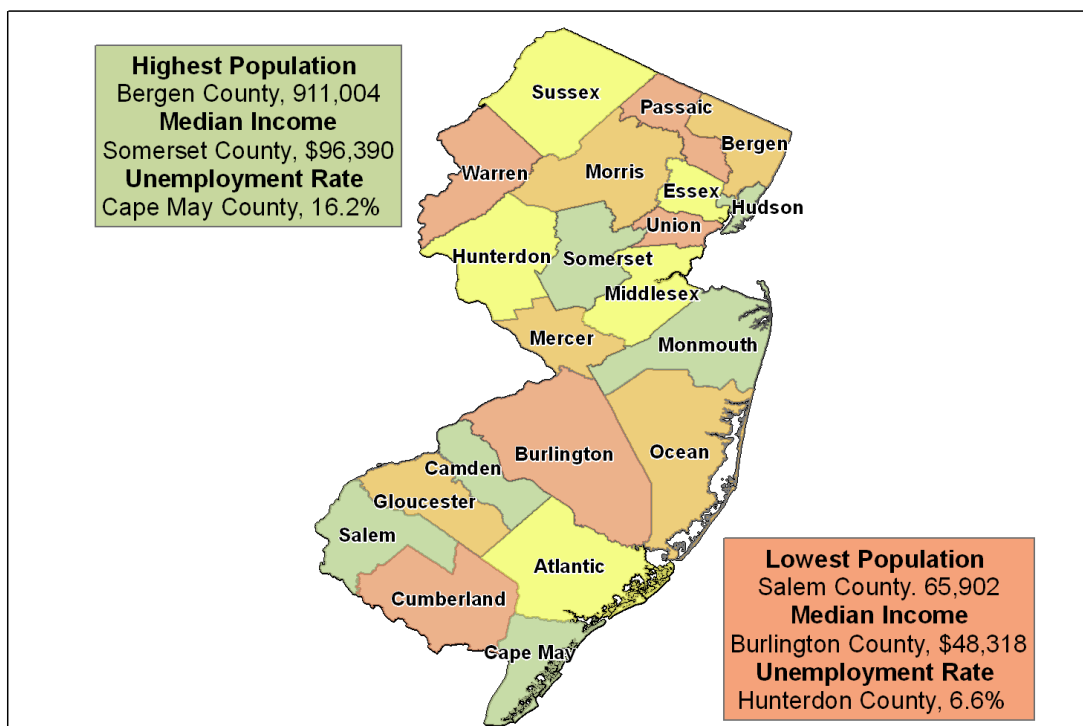 Highest Population
Bergen County, 911,004
Median Income
Somerset County, $96,390
Unemployment Rate
Cape May County, 16.2%
Sussex
Passaic
Bergen
Warren
Morris
Essex
Hudson
Union
Hunterdon
Somerset
Middlesex
Mercer
Monmouth
Burlington
Ocean
Camden
Gloucester
Salem
Atlantic
Cumberland
Cape May
Lowest Population
Salem County. 65,902
Median Income
Burlington County, $48,318
Unemployment Rate
Hunterdon County, 6.6%